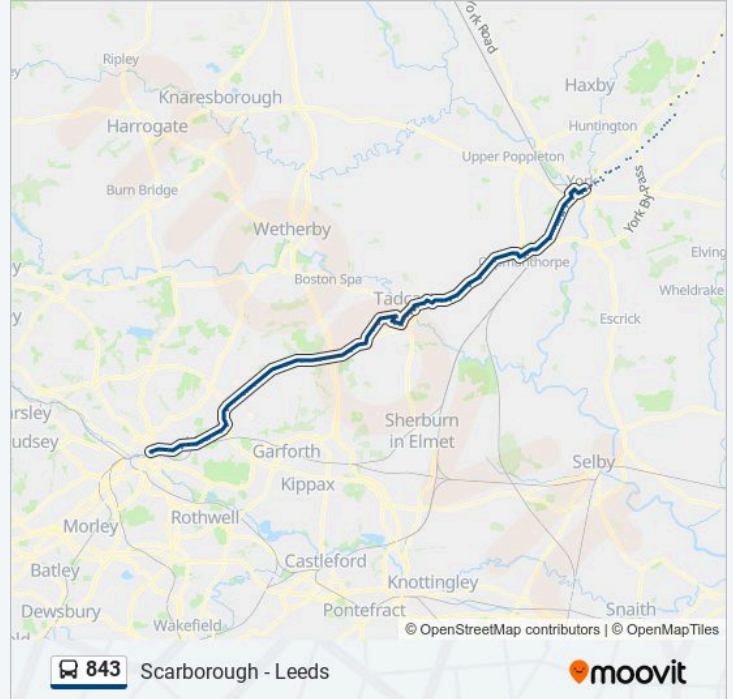 York Road
Ripley
Haxby
Knaresborough
Harrogate
Huntington
Upper Poppleton
York
Burn Bridge
York By Pass
Wetherby
Elving
Boston Spa
Wheldrake
Escrick
Sherburn
in Elmet
arsley
udsey
Garforth
Selby
Kippax
Rothwell
Morley
Castleford
Batley
Knottingley
Dewsbury
Pontefract
Snaith
Wakefield
© OpenStreetMap contributors | © OpenMapTiles
843 Scarborough - Leeds
moovit